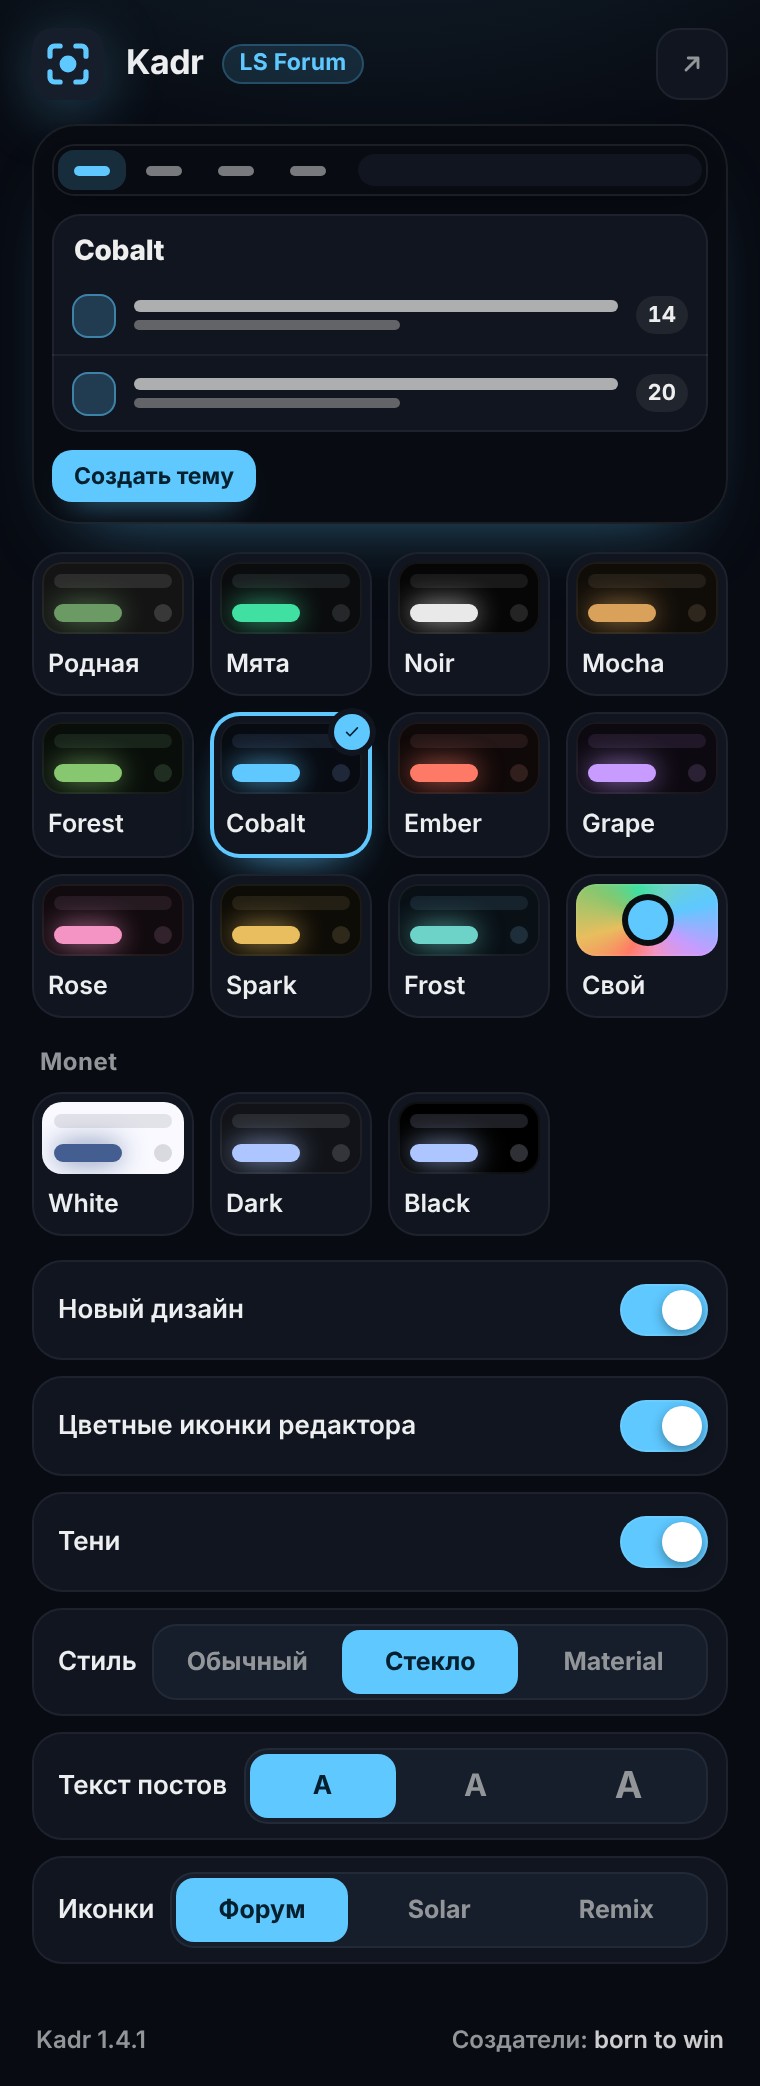 Kadr LS Forum
Cobalt
14
20
Создать тему
Родная Мята Noir Mocha
Forest Cobalt Ember Grape
Rose Spark Frost Свой
Monet
White Dark Black
Новый дизайн
Цветные иконки редактора
Тени
Стиль Обычный Стекло Material
Текст постов A A A
Иконки Форум Solar Remix
Kadr 1.4.1 Создатели: born to win